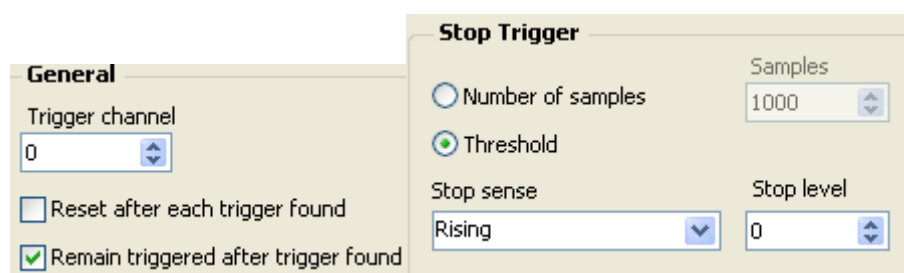 General
Trigger channel
0
Reset after each trigger found
Remain triggered after trigger found
Stop Trigger
Number of samples
Samples
1000
Threshold
Stop sense
Stop level
Rising
0